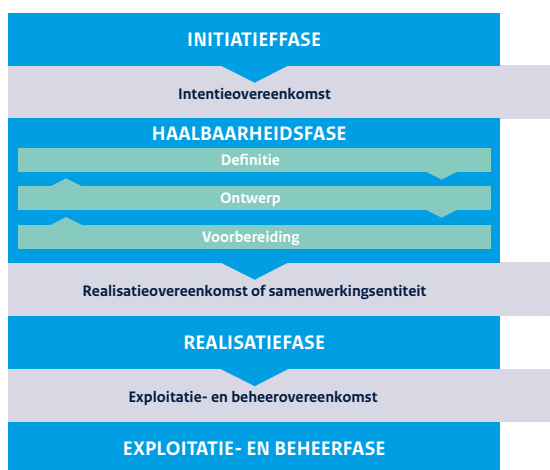 INITIATIEFFASE
Intentieovereenkomst
HAALBAARHEIDSFASE
Definitie
Ontwerp
Voorbereiding
Realisatieovereenkomst of samenwerkingsentiteit
REALISATIEFASE
Exploitatie- en beheerovereenkomst
EXPLOITATIE- EN BEHEERFASE